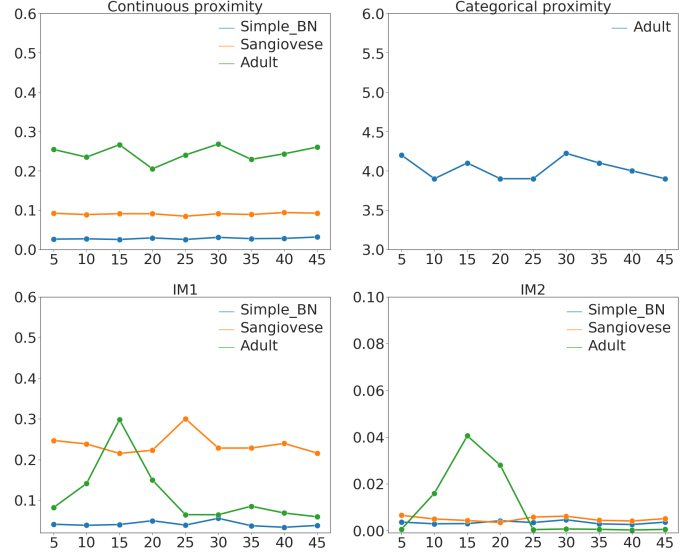 Continuous proximity
0.6
0.5
0.4
0.3
0.2
0.1
0.0
5 10 15 20 25 30 35 40 45
Simple_BN
Sangiovese
Adult
Categorical proximity
6.0
5.5
5.0
4.5
4.0
3.5
3.0
5 10 15 20 25 30 35 40 45
Adult
IM1
0.6
0.5
0.4
0.3
0.2
0.1
5 10 15 20 25 30 35 40 45
Simple_BN
Sangiovese
Adult
IM2
0.10
0.08
0.06
0.04
0.02
0.00
5 10 15 20 25 30 35 40 45
Simple_BN
Sangiovese
Adult